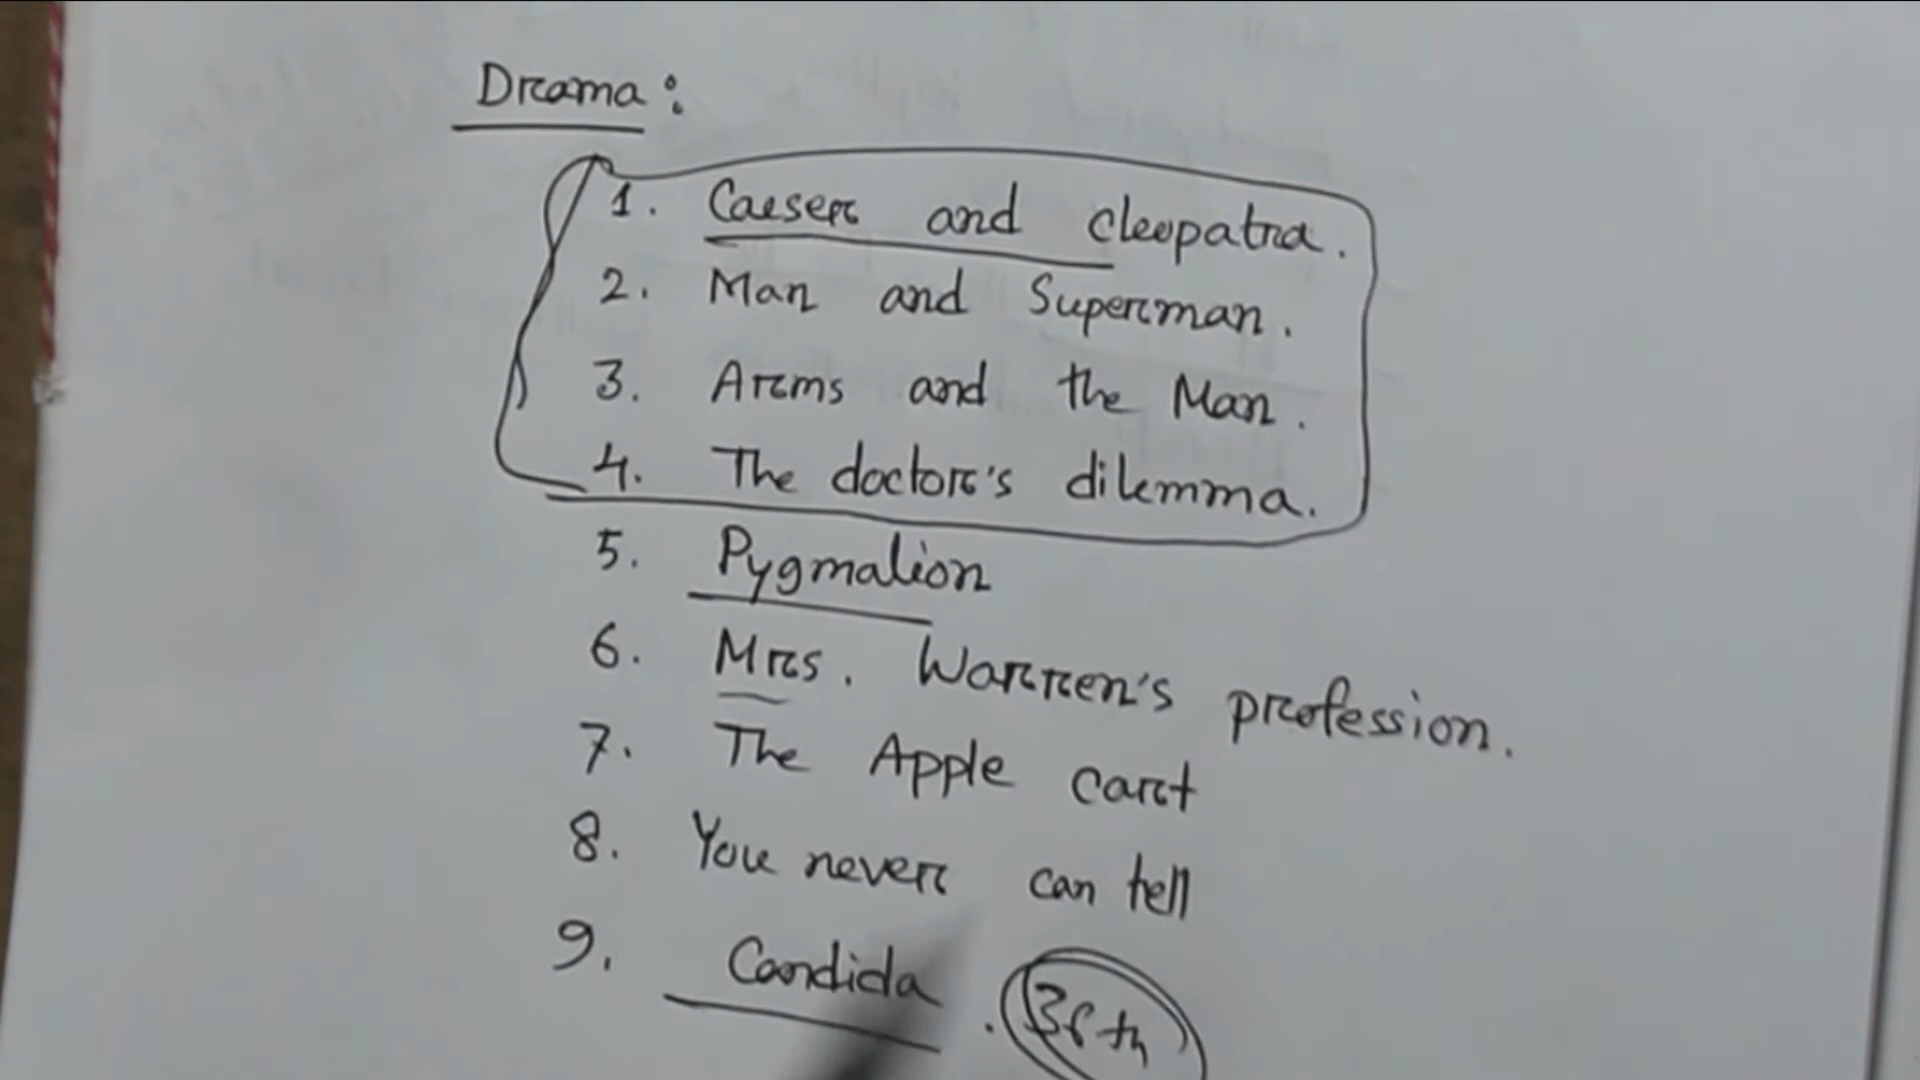 Drama:
1. Caeser and cleopatra.
2. Man and Superman.
3. Arms and the Man.
4. The doctor's dilemma.
5. Pygmalion
6. Mrs. Warren's profession.
7. The Apple cart
8. You never can tell
9. Candida.